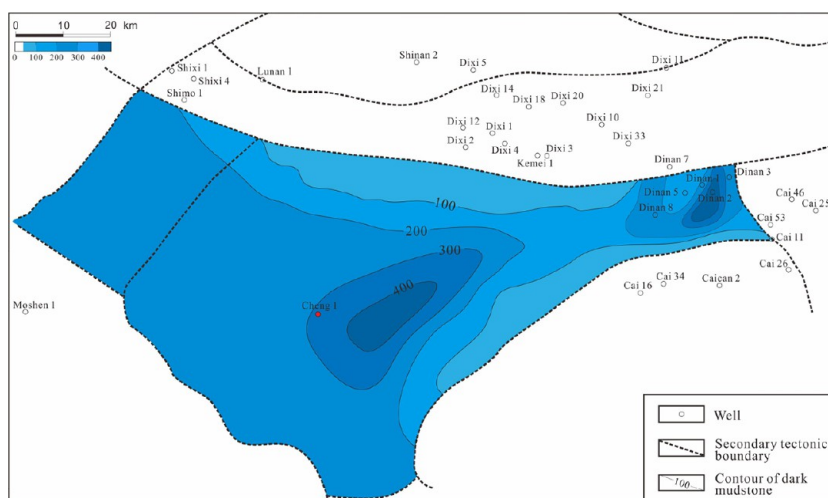 0 10 20 km
0 100 200 300 400
Shixi 1
Shixi 4
Shimo 1
Lunan 1
Shinan 2
Dixi 5
Dixi 11
Dixi 14
Dixi 18
Dixi 20
Dixi 21
Dixi 12
Dixi 1
Dixi 10
Dixi 2
Dixi 4
Dixi 33
Kemei 1
Dixi 3
Dinan 7
Dinan 3
Dinan 1
Dinan 5
Dinan 2
Dinan 8
Cai 46
Cai 25
Cai 53
Cai 11
Cai 26
Cai 34
Caican 2
Cai 16
100
200
300
400
Cheng 1
Moshen 1
Well
Secondary tectonic
boundary
100
Contour of dark
mudstone